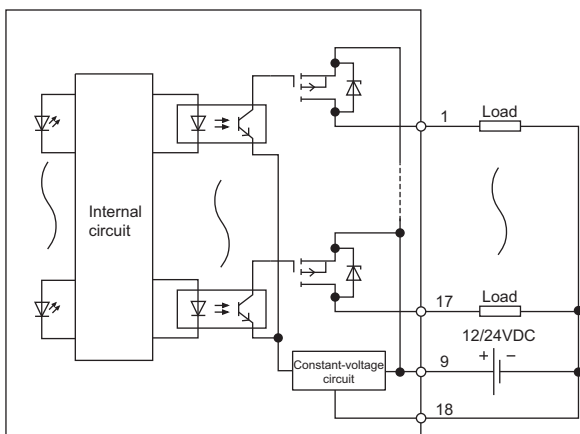 1
Load
Internal
circuit
17
Load
12/24VDC
Constant-voltage
circuit
9
+
−
18